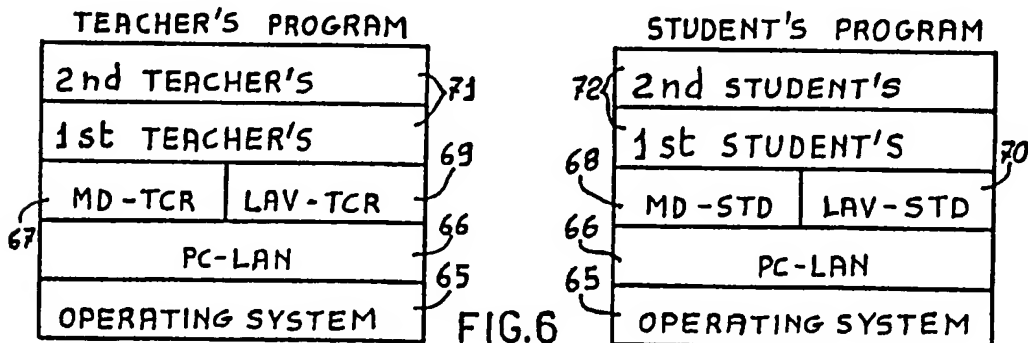 TEACHER'S PROGRAM
2nd TEACHER'S
71
1st TEACHER'S
69
MD-TCR
LAV-TCR
67
66
PC-LAN
65
OPERATING SYSTEM
FIG.6
STUDENT'S PROGRAM
72
2nd STUDENT'S
1st STUDENT'S
70
68
MD-STD
LAV-STD
66
PC-LAN
65
OPERATING SYSTEM